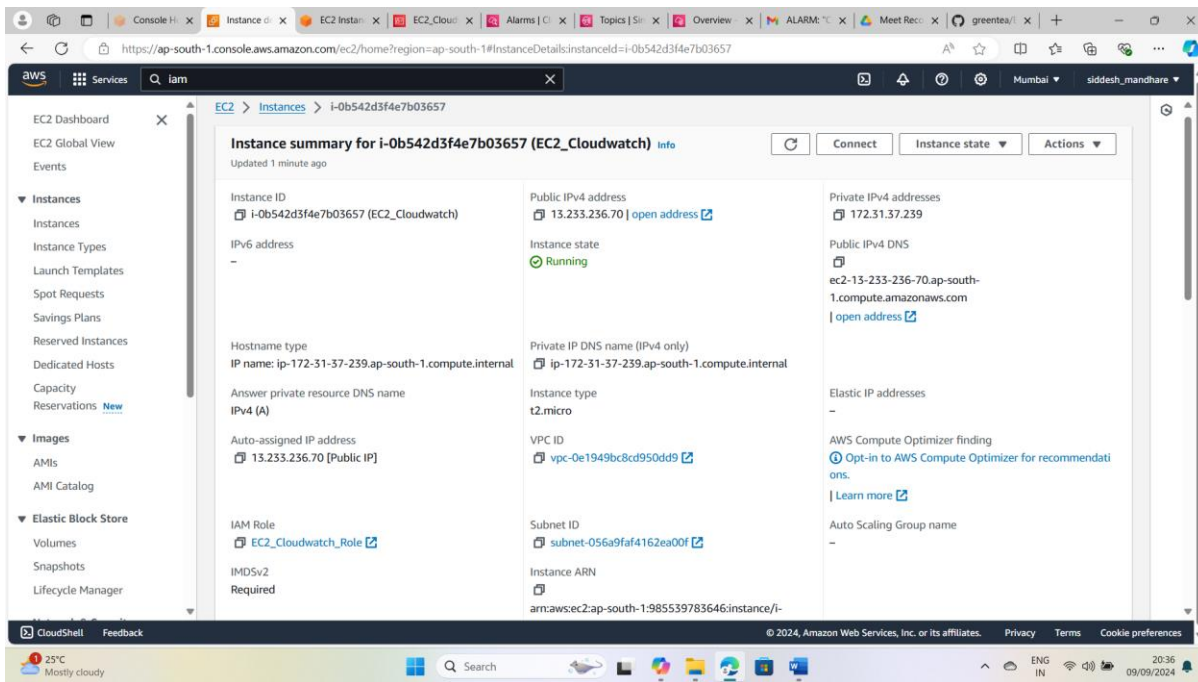 Console H
Instance de
EC2 Instan
EC2_Cloud
Alarms | Cl
Topics | Sin
Overview -
ALARM: "C
Meet Reco
greentea/l
https://ap-south-1.console.aws.amazon.com/ec2/home?region=ap-south-1#InstanceDetails:instanceId=i-0b542d3f4e7b03657
aws
Services
iam
Mumbai
siddesh_mandhare
EC2 Dashboard
EC2 Global View
Events
Instances
Instances
Instance Types
Launch Templates
Spot Requests
Savings Plans
Reserved Instances
Dedicated Hosts
Capacity
Reservations New
Images
AMIs
AMI Catalog
Elastic Block Store
Volumes
Snapshots
Lifecycle Manager
EC2 > Instances > i-0b542d3f4e7b03657
Instance summary for i-0b542d3f4e7b03657 (EC2_Cloudwatch) Info
Updated 1 minute ago
Connect
Instance state
Actions
Instance ID
i-0b542d3f4e7b03657 (EC2_Cloudwatch)
Public IPv4 address
13.233.236.70 | open address
Private IPv4 addresses
172.31.37.239
IPv6 address
–
Instance state
Running
Public IPv4 DNS
ec2-13-233-236-70.ap-south-
1.compute.amazonaws.com
| open address
Hostname type
IP name: ip-172-31-37-239.ap-south-1.compute.internal
Private IP DNS name (IPv4 only)
ip-172-31-37-239.ap-south-1.compute.internal
Answer private resource DNS name
IPv4 (A)
Instance type
t2.micro
Elastic IP addresses
–
Auto-assigned IP address
13.233.236.70 [Public IP]
VPC ID
vpc-0e1949bc8cd950dd9
AWS Compute Optimizer finding
Opt-in to AWS Compute Optimizer for recommendati
ons.
| Learn more
IAM Role
EC2_Cloudwatch_Role
Subnet ID
subnet-056a9faf4162ea00f
Auto Scaling Group name
–
IMDSv2
Required
Instance ARN
arn:aws:ec2:ap-south-1:985539783646:instance/i-
CloudShell
Feedback
© 2024, Amazon Web Services, Inc. or its affiliates.
Privacy
Terms
Cookie preferences
1
25°C
Mostly cloudy
Search
ENG
IN
20:36
09/09/2024